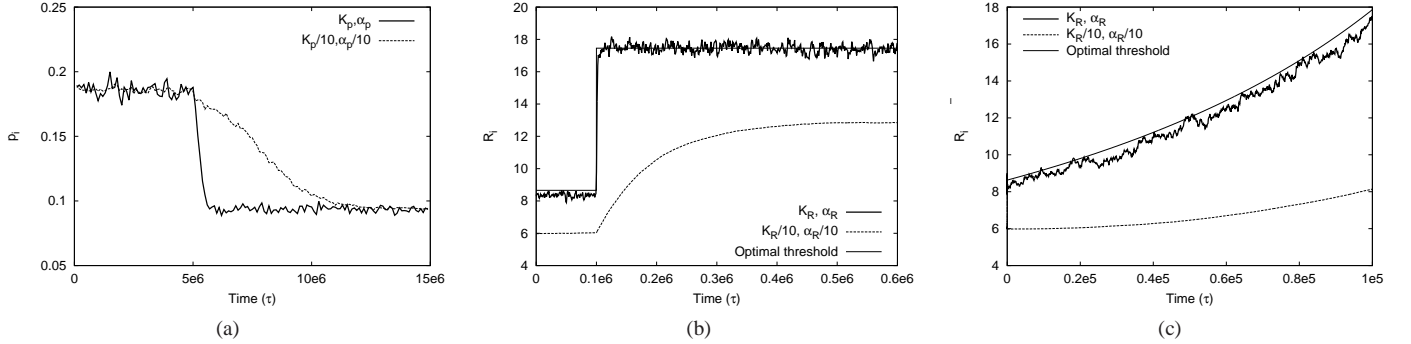 0.25
0.20
0.15
0.1
0.05
p_i
K_p,α_p
K_p/10,α_p/10
0 5e6 10e6 15e6
Time (τ)
(a)
20
18
16
14
12
10
8
6
4
R_i
K_R, α_R
K_R/10, α_R/10
Optimal threshold
0 0.1e6 0.2e6 0.3e6 0.4e6 0.5e6 0.6e6
Time (τ)
(b)
18
16
14
12
10
8
6
4
R_i
K_R, α_R
K_R/10, α_R/10
Optimal threshold
0 0.2e5 0.4e5 0.6e5 0.8e5 1e5
Time (τ)
(c)